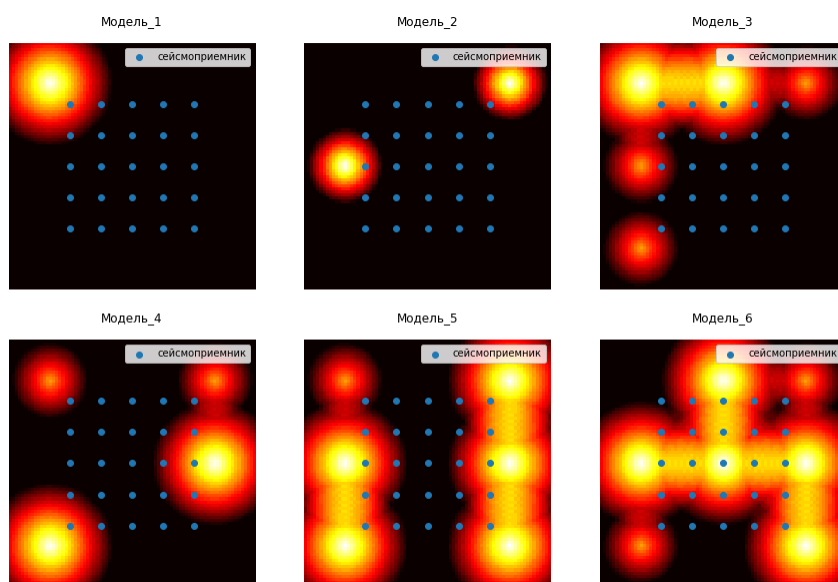 Модель_1
Модель_2
Модель_3
сейсмоприемник
сейсмоприемник
сейсмоприемник
Модель_4
Модель_5
Модель_6
сейсмоприемник
сейсмоприемник
сейсмоприемник